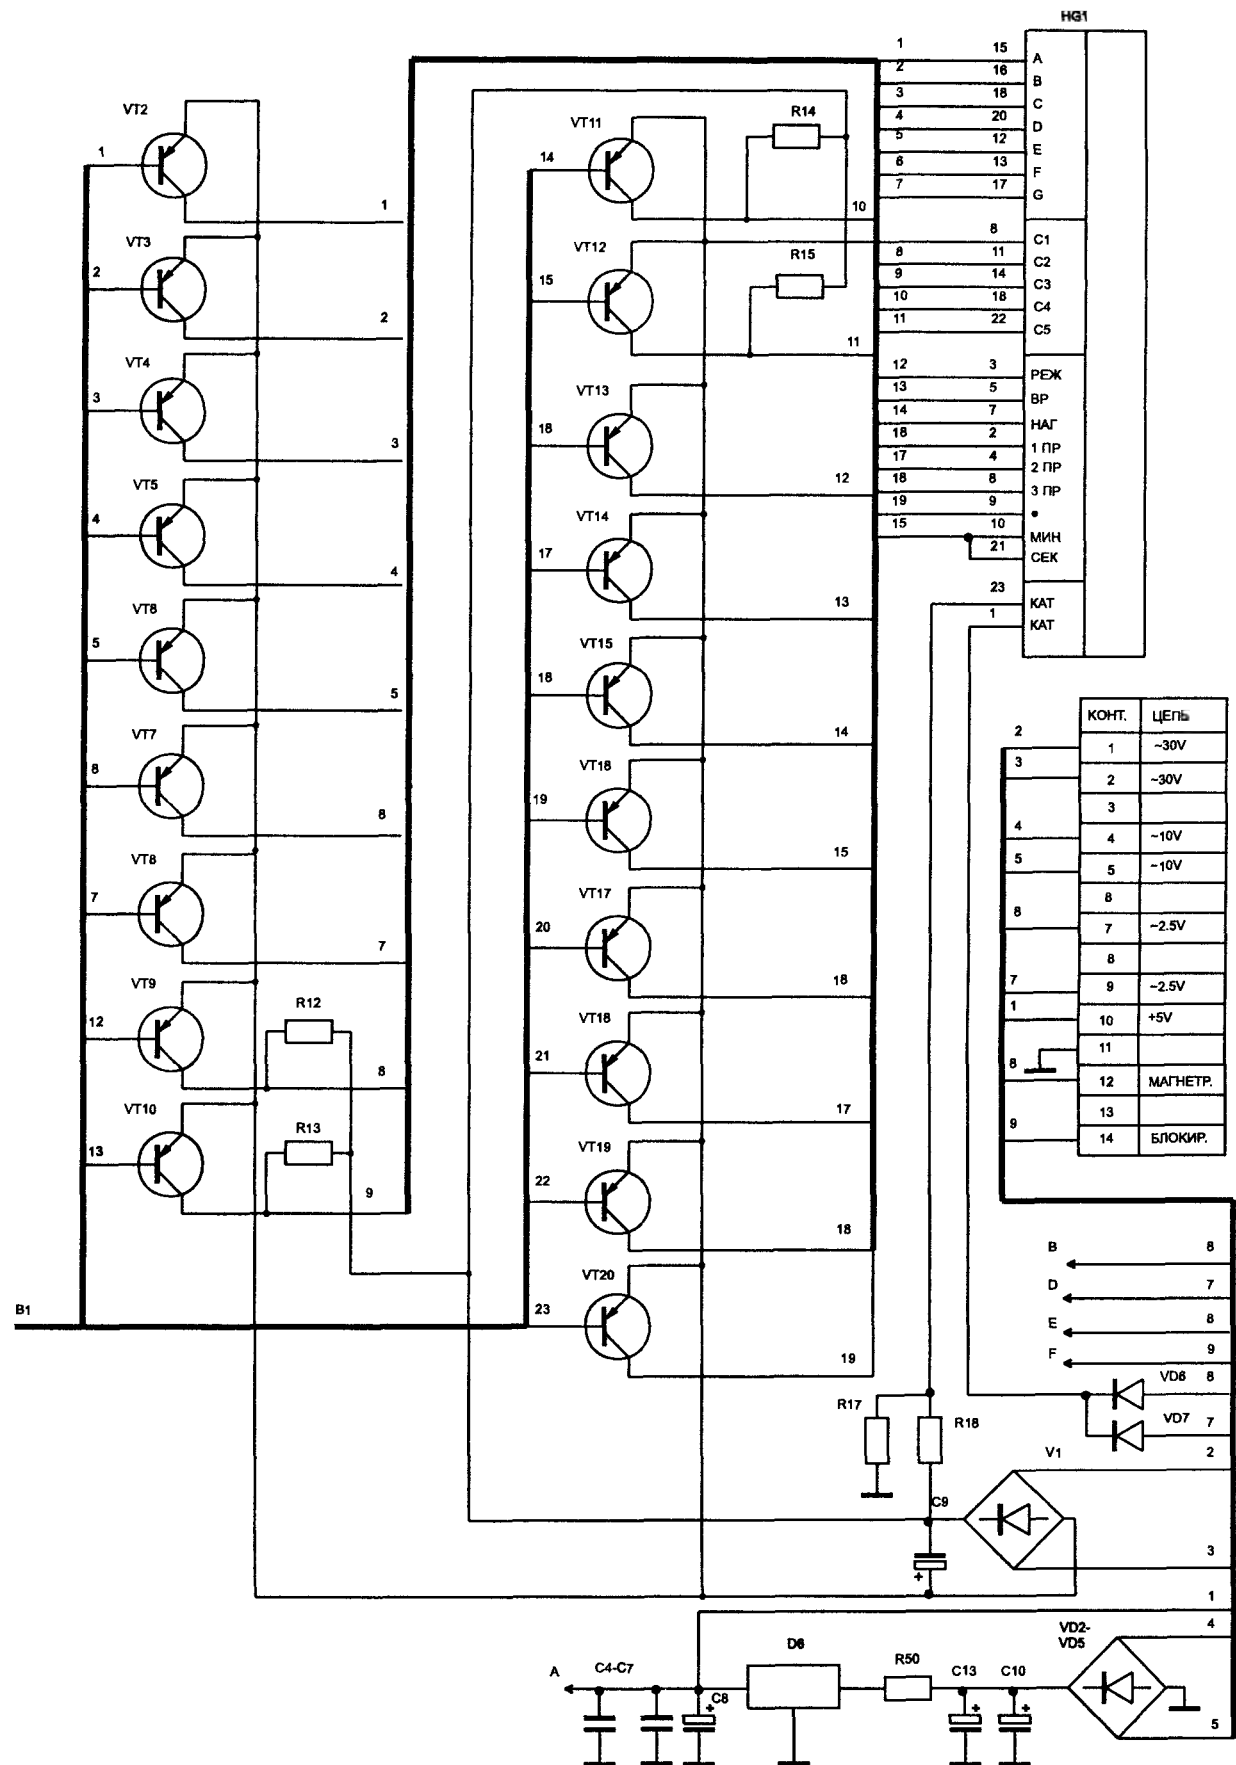 HG1
1 15 A
2 16 B
3 18 C
4 20 D
5 12 E
6 13 F
7 17 G
8 C1
8 11 C2
9 14 C3
10 18 C4
11 22 C5
12 3 РЕЖ
13 5 ВР
14 7 НАГ
18 2 1 ПР
17 4 2 ПР
18 8 3 ПР
19 9
15 10 МИН
21 СЕК
23 КАТ
1 КАТ
VT2
1
1
VT3
2
2
VT4
3
3
VT5
4
4
VT6
5
5
VT7
8
8
VT8
7
7
VT9
12
R12
8
VT10
13
R13
9
B1
VT11
14
R14
10
VT12
15
R15
11
VT13
18
12
VT14
17
13
VT15
18
14
VT18
19
15
VT17
20
18
VT18
21
17
VT19
22
18
VT20
23
19
КОНТ. ЦЕПЬ
2 1 ~30V
3 2 ~30V
3
4 4 ~10V
5 5 ~10V
8
8 7 ~2.5V
8
7 9 ~2.5V
1 10 +5V
11
8 12 МАГНЕТР.
13
9 14 БЛОКИР.
B 8
D 7
E 8
F 9
VD6 8
VD7 7
R17
R18
V1
2
C9
+
3
1
4
VD2-
VD5
5
A
C4-C7
C8
+
D6
R50
C13
+
C10
+